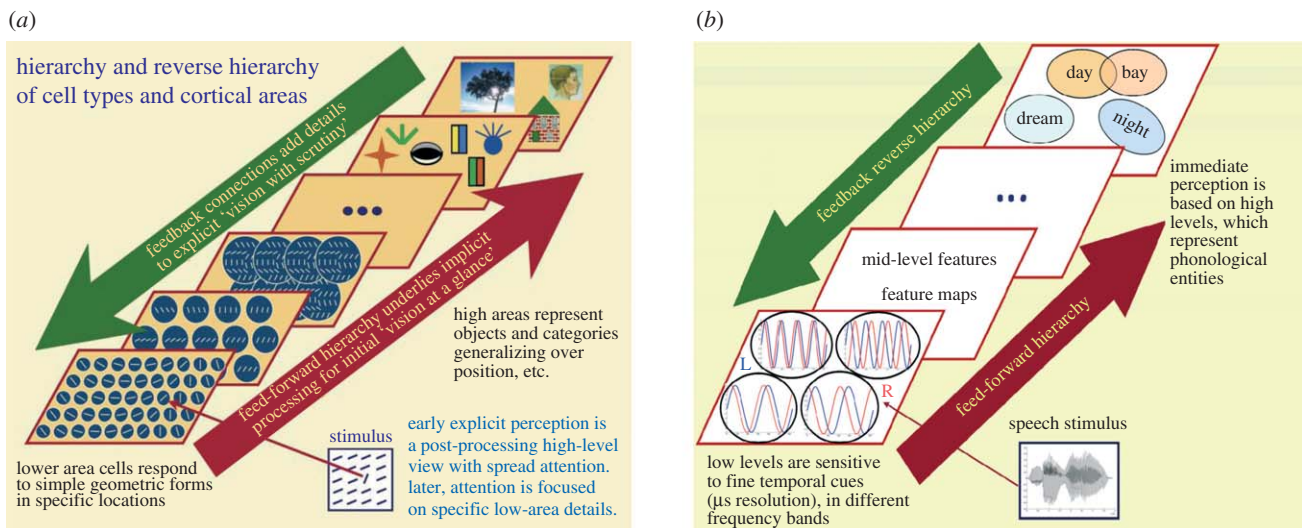 (a)
hierarchy and reverse hierarchy
of cell types and cortical areas
feedback connections add details
to explicit ‘vision with scrutiny’
feed-forward hierarchy underlies implicit
processing for initial ‘vision at a glance’
high areas represent
objects and categories
generalizing over
position, etc.
stimulus
early explicit perception is
a post-processing high-level
view with spread attention.
later, attention is focused
on specific low-area details.
lower area cells respond
to simple geometric forms
in specific locations
(b)
day
bay
dream
night
feedback reverse hierarchy
immediate
perception is
based on high
levels, which
represent
phonological
entities
mid-level features
feature maps
feed-forward hierarchy
L
R
speech stimulus
low levels are sensitive
to fine temporal cues
(µs resolution), in different
frequency bands